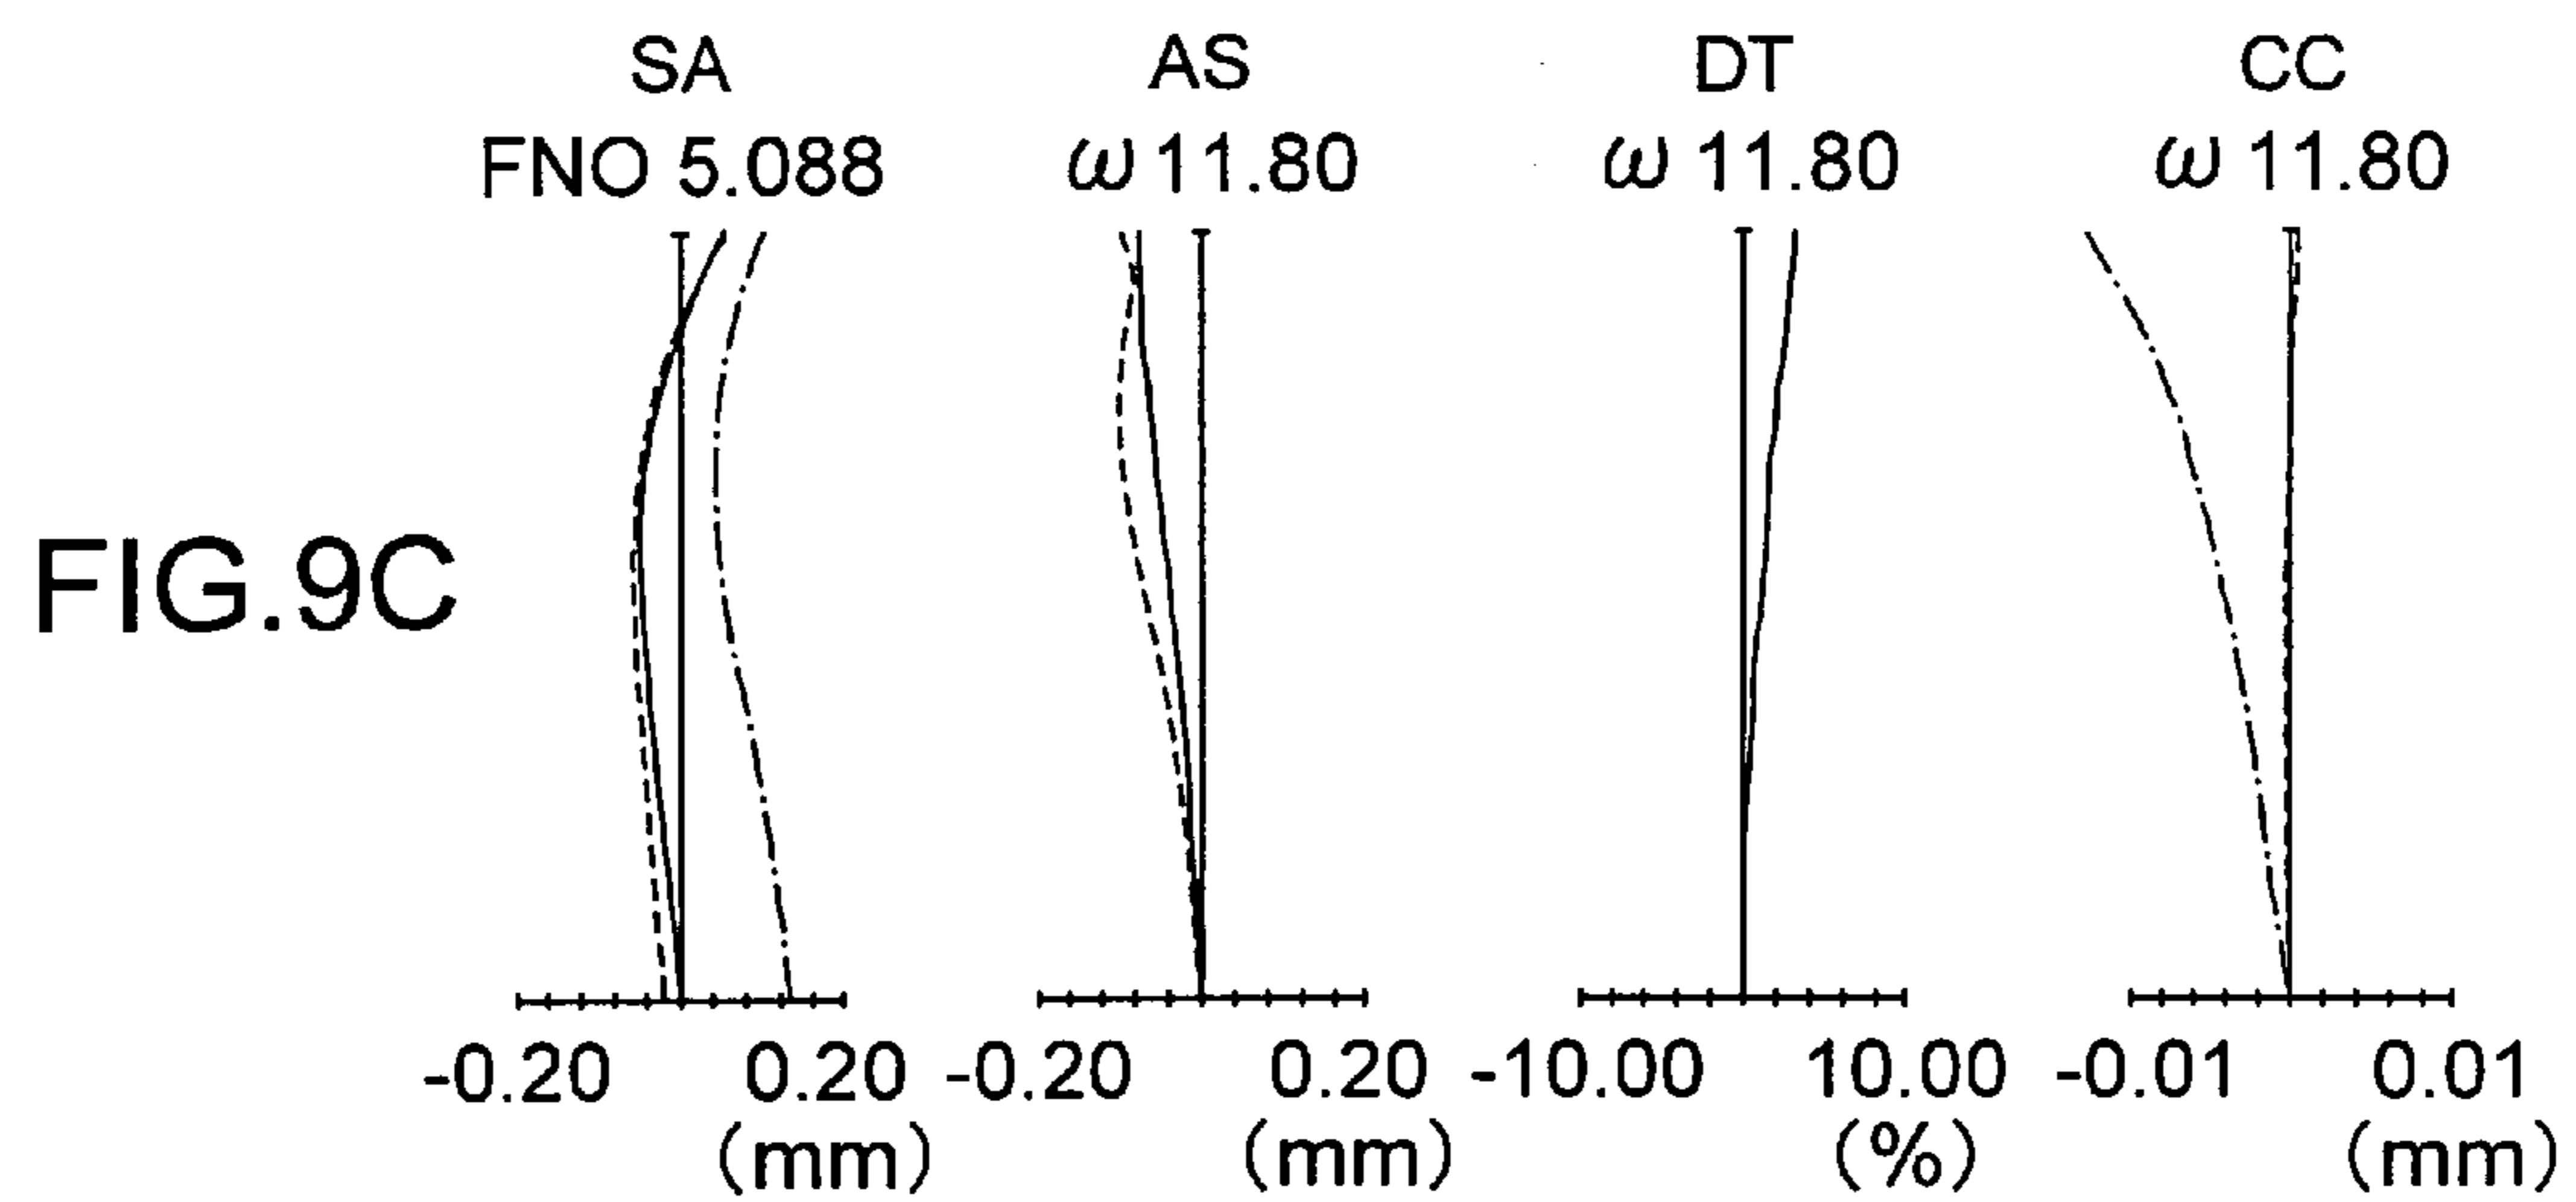 SA AS DT CC
FNO 5.088 ω 11.80 ω 11.80 ω 11.80
FIG.9C
-0.20 0.20 -0.20 0.20 -10.00 10.00 -0.01 0.01
(mm) (mm) (%) (mm)